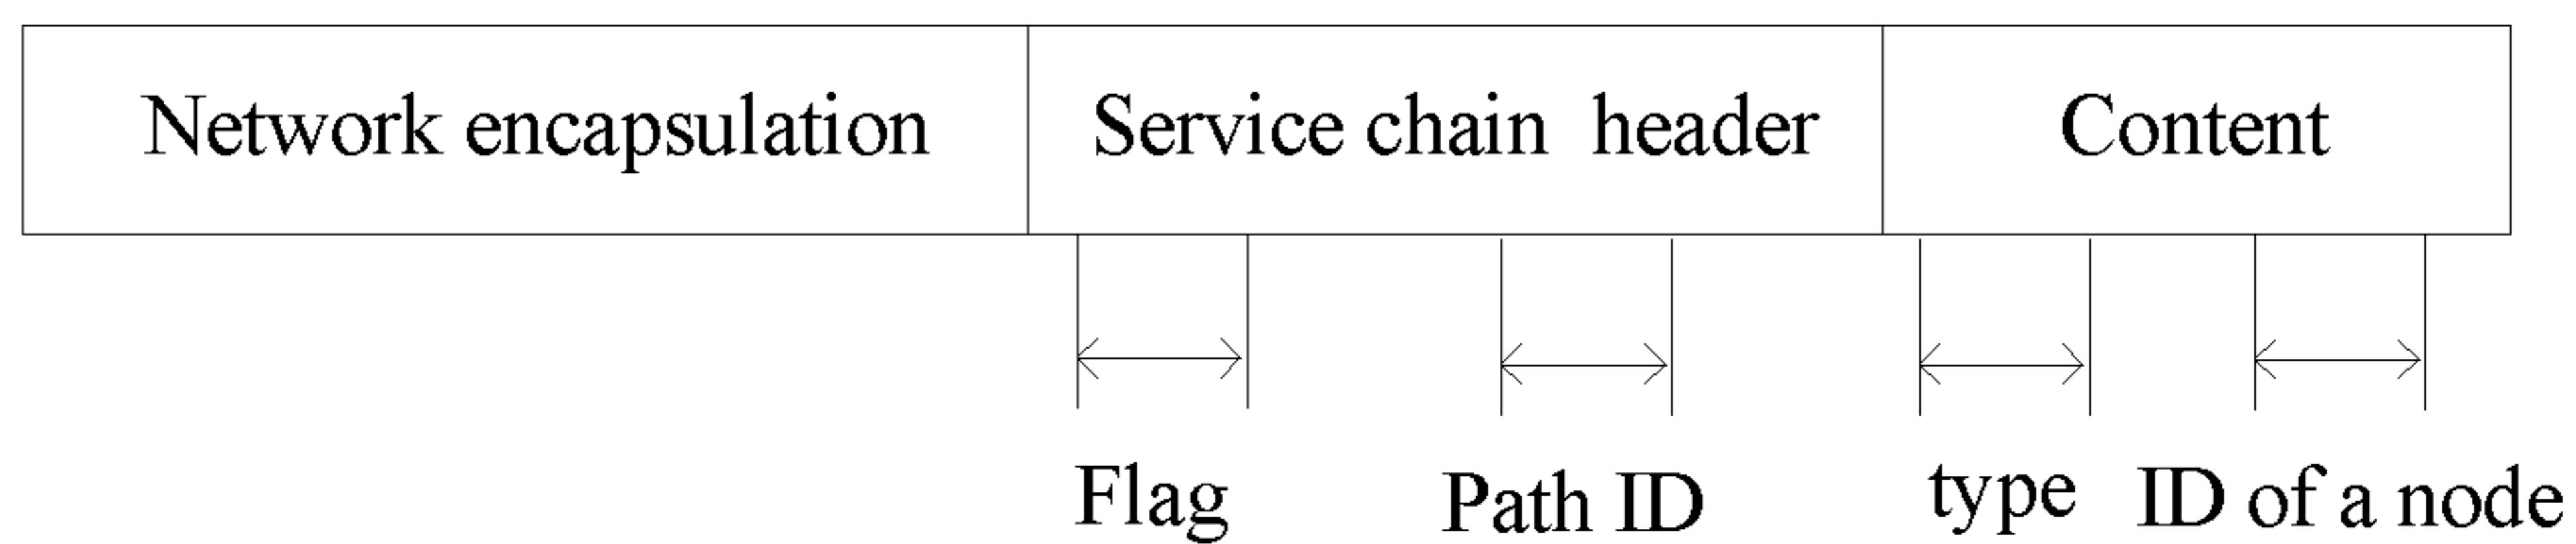 Network encapsulation Service chain header Content
Flag Path ID type ID of a node